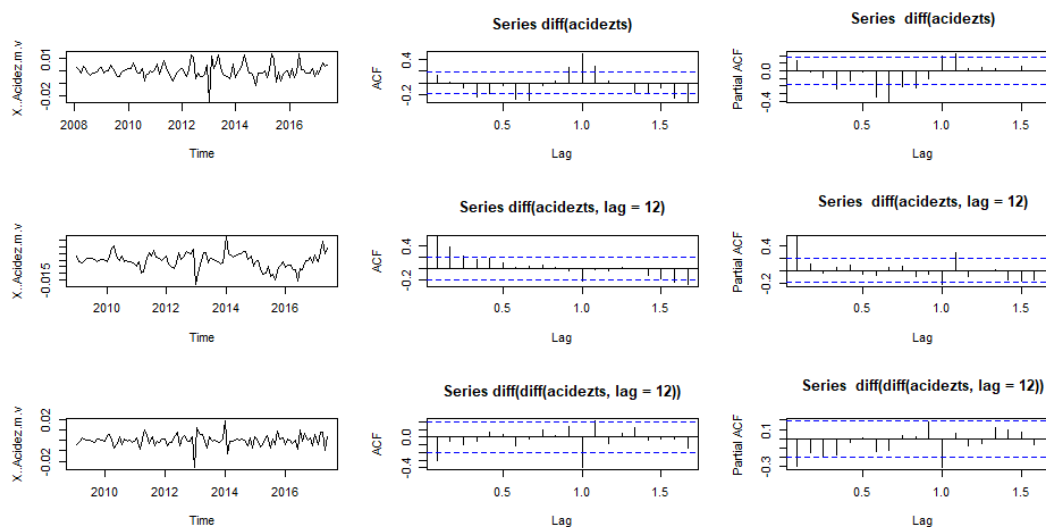 Series diff(acidezts)
Series  diff(acidezts)
X..Acidez.m.v
-0.02
0.01
2008
2010
2012
2014
2016
Time
ACF
-0.2
0.4
0.5
1.0
1.5
Lag
Partial ACF
-0.4
0.0
0.5
1.0
1.5
Lag
Series diff(acidezts, lag = 12)
Series  diff(acidezts, lag = 12)
X..Acidez.m.v
-0.015
2010
2012
2014
2016
Time
ACF
-0.2
0.4
0.5
1.0
1.5
Lag
Partial ACF
-0.2
0.4
0.5
1.0
1.5
Lag
Series diff(diff(acidezts, lag = 12))
Series  diff(diff(acidezts, lag = 12))
X..Acidez.m.v
-0.02
0.02
2010
2012
2014
2016
Time
ACF
-0.4
0.0
0.5
1.0
1.5
Lag
Partial ACF
-0.3
0.1
0.5
1.0
1.5
Lag